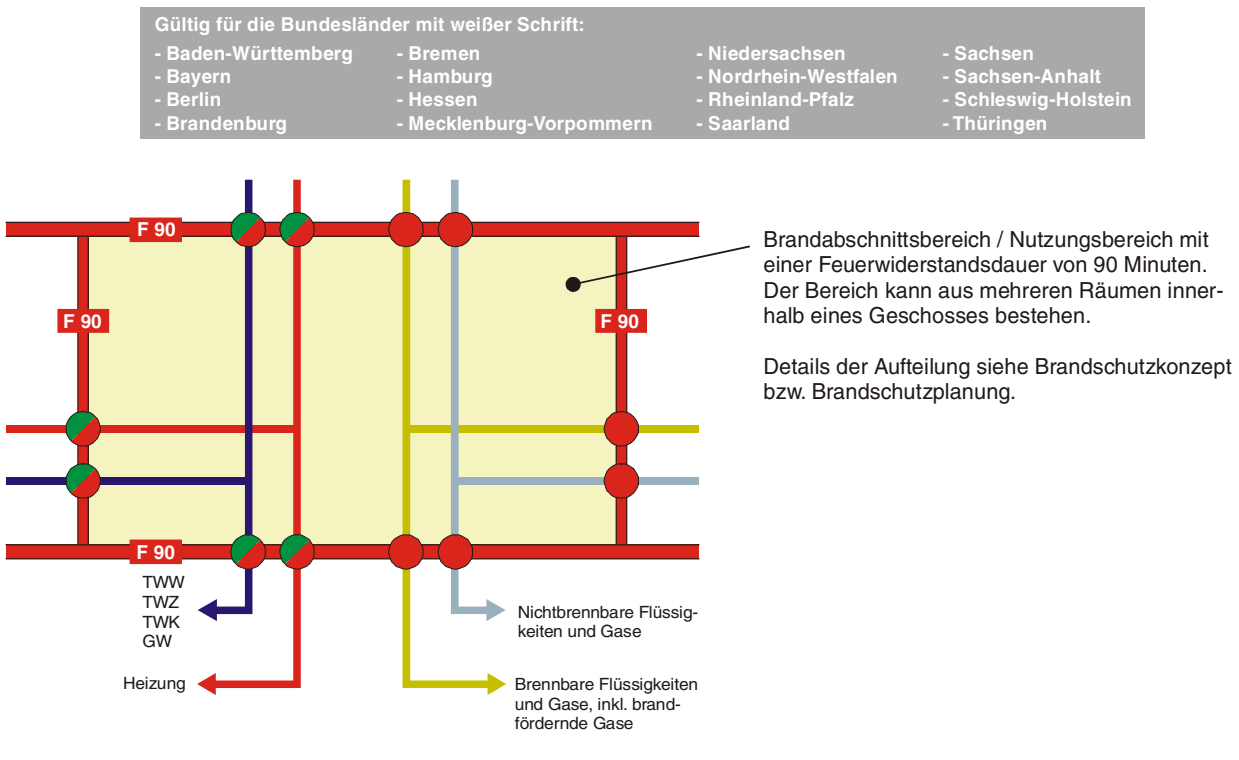 Gültig für die Bundesländer mit weißer Schrift:
- Baden-Württemberg
- Bayern
- Berlin
- Brandenburg
- Bremen
- Hamburg
- Hessen
- Mecklenburg-Vorpommern
- Niedersachsen
- Nordrhein-Westfalen
- Rheinland-Pfalz
- Saarland
- Sachsen
- Sachsen-Anhalt
- Schleswig-Holstein
- Thüringen
F 90
F 90
F 90
F 90
Brandabschnittsbereich / Nutzungsbereich mit
einer Feuerwiderstandsdauer von 90 Minuten.
Der Bereich kann aus mehreren Räumen inner-
halb eines Geschosses bestehen.
Details der Aufteilung siehe Brandschutzkonzept
bzw. Brandschutzplanung.
TWW
TWZ
TWK
GW
Heizung
Nichtbrennbare Flüssig-
keiten und Gase
Brennbare Flüssigkeiten
und Gase, inkl. brand-
fördernde Gase